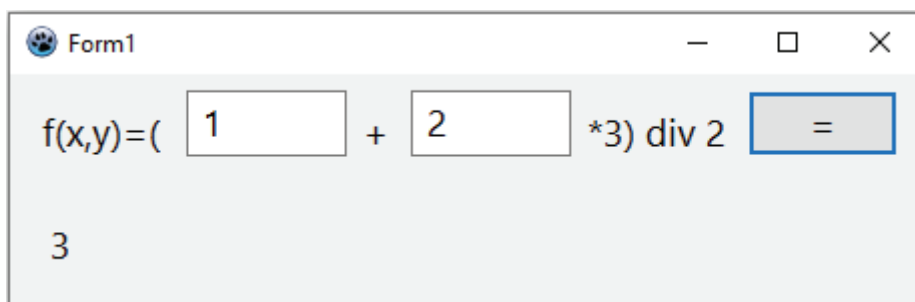 Form1
f(x,y)=( 1 + 2 *3) div 2 =
3